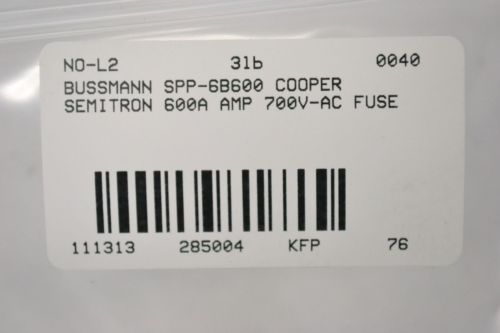 NO-L2 31b 0040
BUSSMANN SPP-6B600 COOPER
SEMITRON 600A AMP 700V-AC FUSE
111313 285004 KFP 76